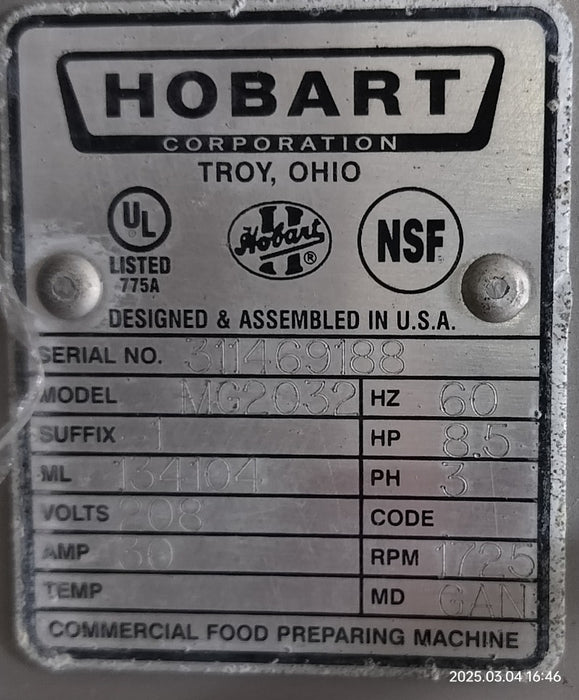 HOBART
CORPORATION
TROY, OHIO
UL
LISTED
775A
Hobart ®
NSF
DESIGNED & ASSEMBLED IN U.S.A.
SERIAL NO. 311469188
MODEL MG2032 HZ 60
SUFFIX 1 HP 8.5
ML 134104 PH 3
VOLTS 208 CODE
AMP 30 RPM 1725
TEMP MD GAN
COMMERCIAL FOOD PREPARING MACHINE
2025.03.04 16:46